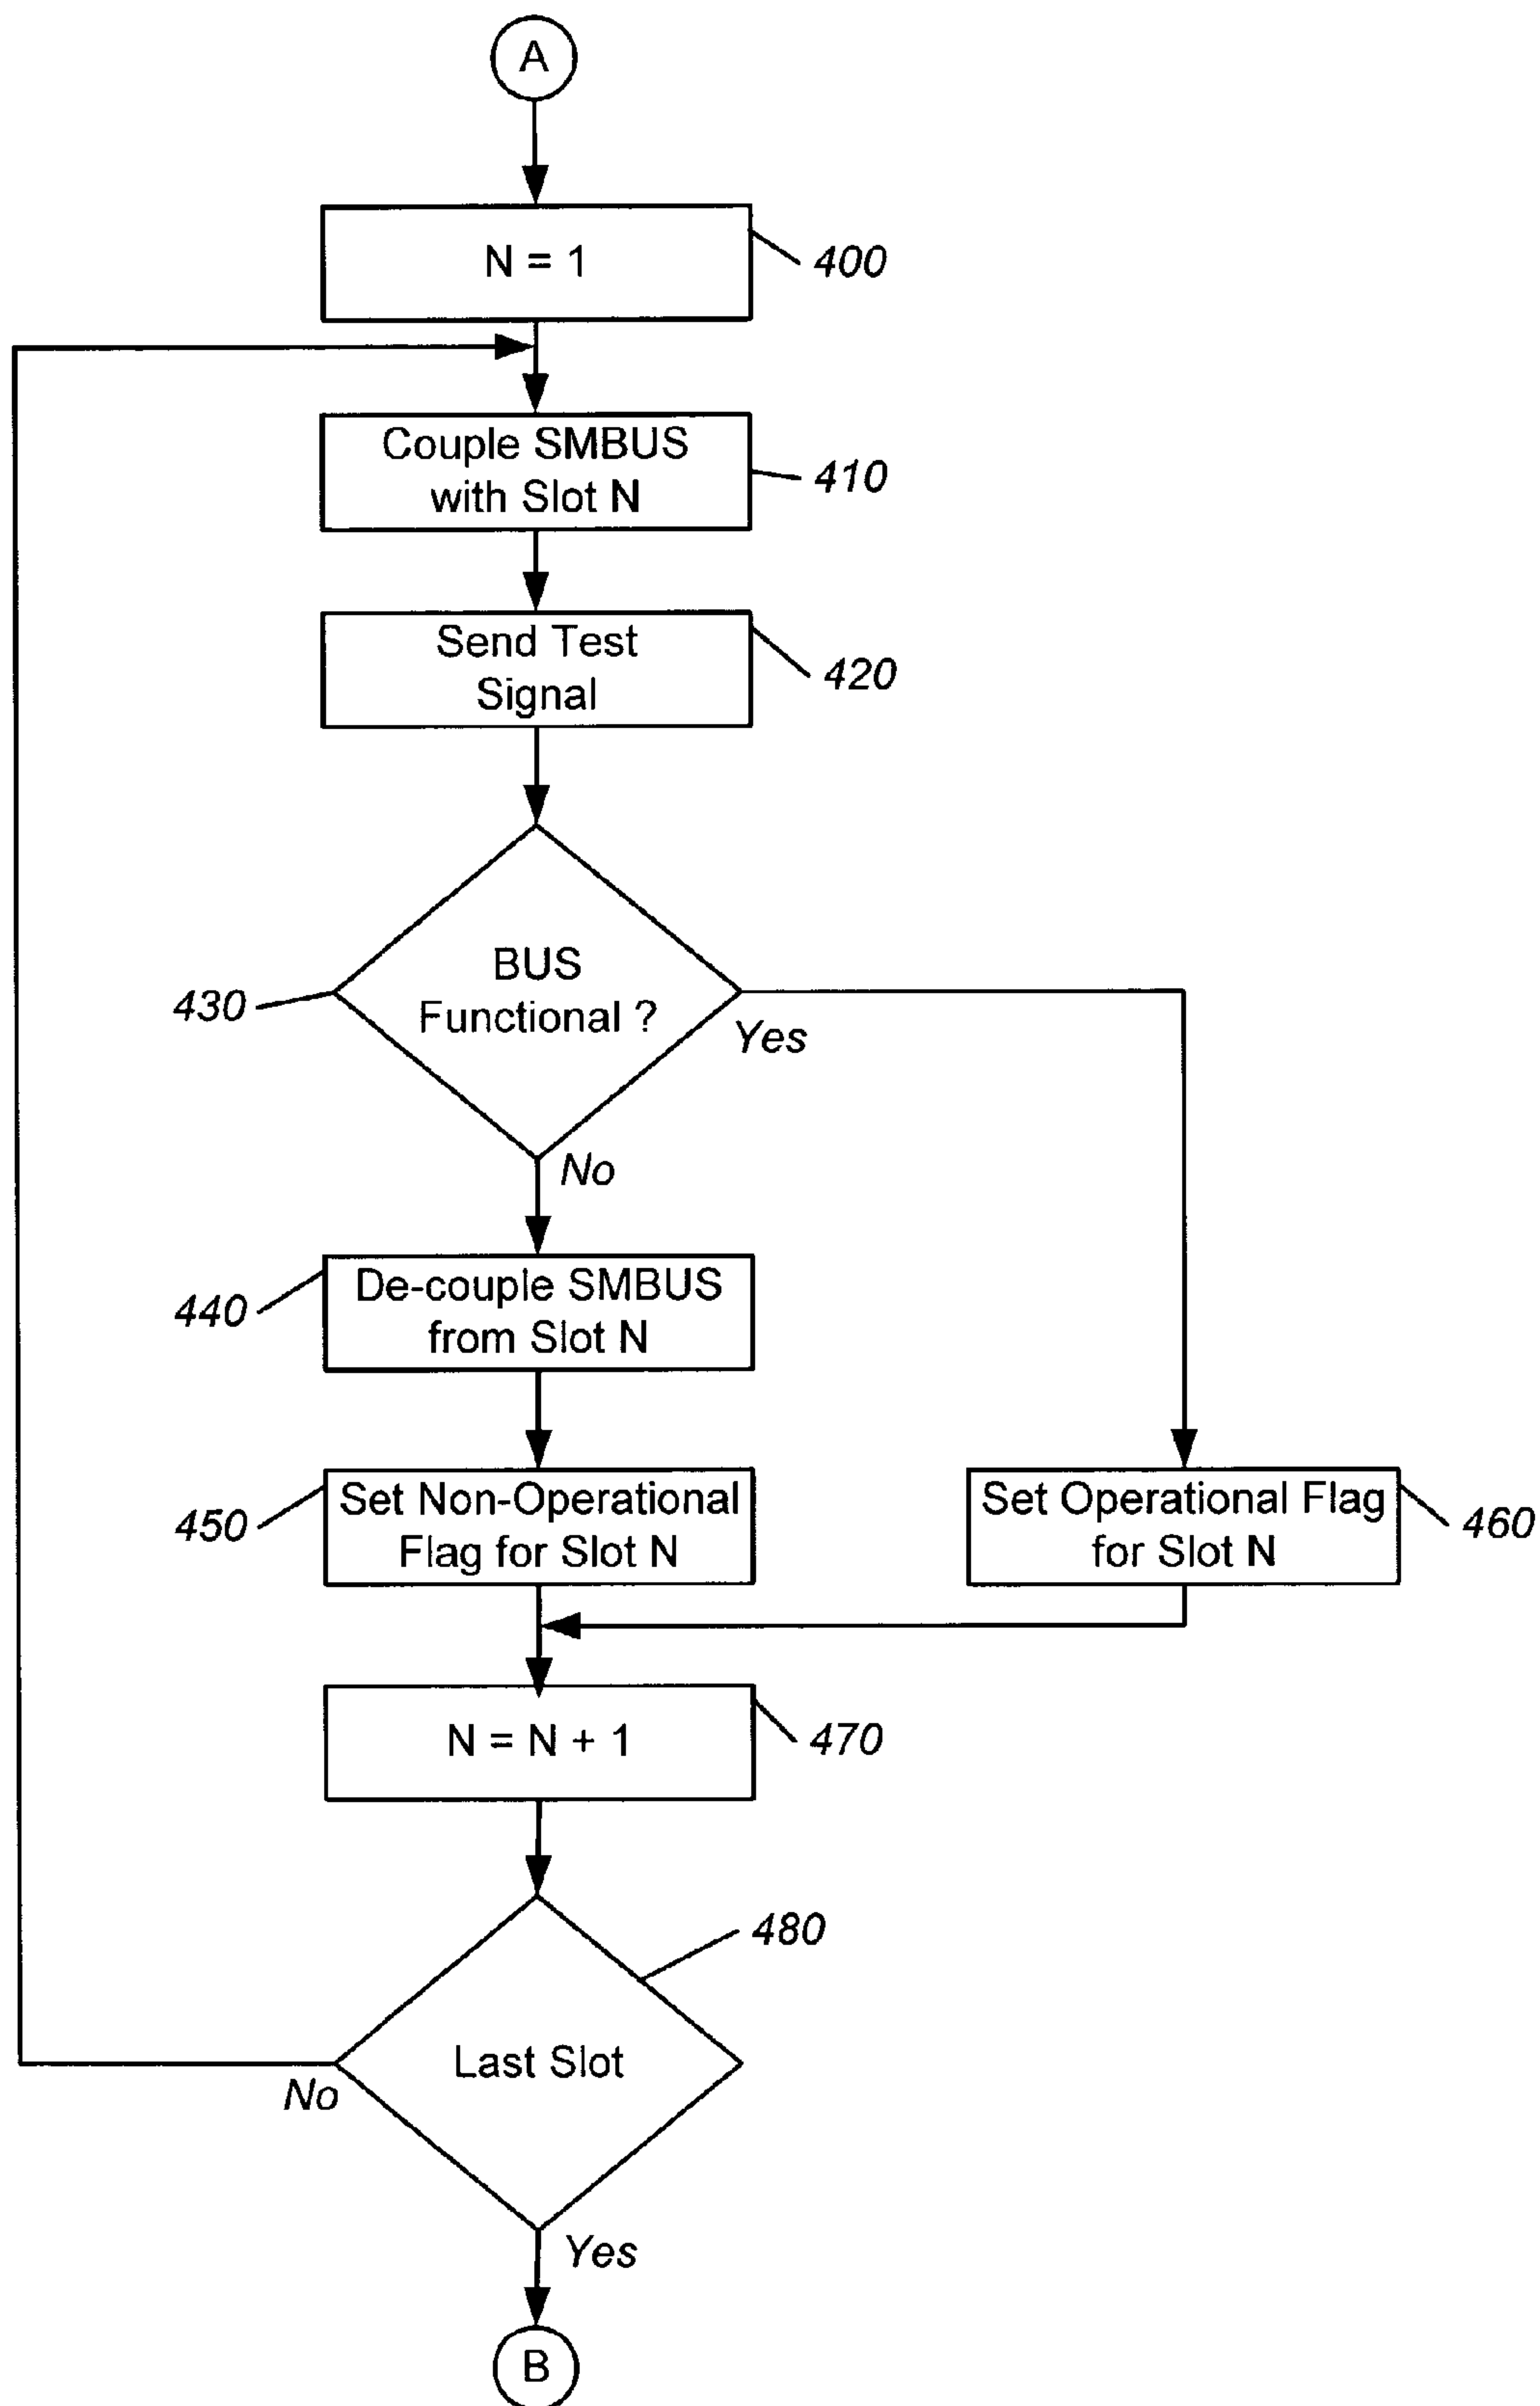 A
N = 1
400
Couple SMBUS
with Slot N
410
Send Test
Signal
420
BUS
Functional ?
430
Yes
No
De-couple SMBUS
from Slot N
440
Set Non-Operational
Flag for Slot N
450
Set Operational Flag
for Slot N
460
N = N + 1
470
480
Last Slot
No
Yes
B